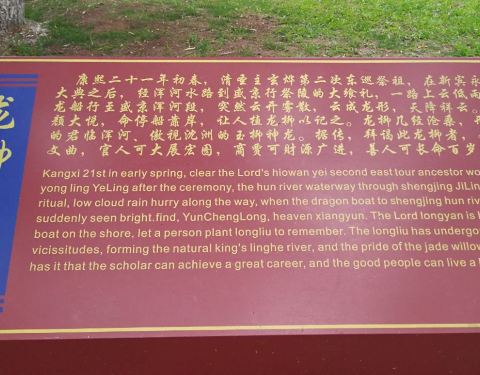 龙柳
康熙二十一年初春，清圣主玄烨第二次东巡祭祖，在新宾永
大典之后，经浑河水路到盛京行祭陵的大飨礼，一路上云低雨
龙船行至盛京浑河段，突然云开雾散，云成龙形，天降祥云。
颜大悦，命停船靠岸，让人植龙柳以记之。龙柳几经沧桑，形
的君临浑河、傲视沈洲的玉柳神龙。据传，拜谒此龙柳者，
文曲，官人可大展宏图，商贾可财源广进，善人可长命百岁
Kangxi 21st in early spring, clear the Lord's hiowan yei second east tour ancestor wo
yong ling YeLing after the ceremony, the hun river waterway through shengjing JiLin
ritual, low cloud rain hurry along the way, when the dragon boat to shengjing hun rive
suddenly seen bright.find, YunChengLong, heaven xiangyun. The Lord longyan is h
boat on the shore, let a person plant longliu to remember. The longliu has undergo
vicissitudes, forming the natural king's linghe river, and the pride of the jade willow
has it that the scholar can achieve a great career, and the good people can live a l